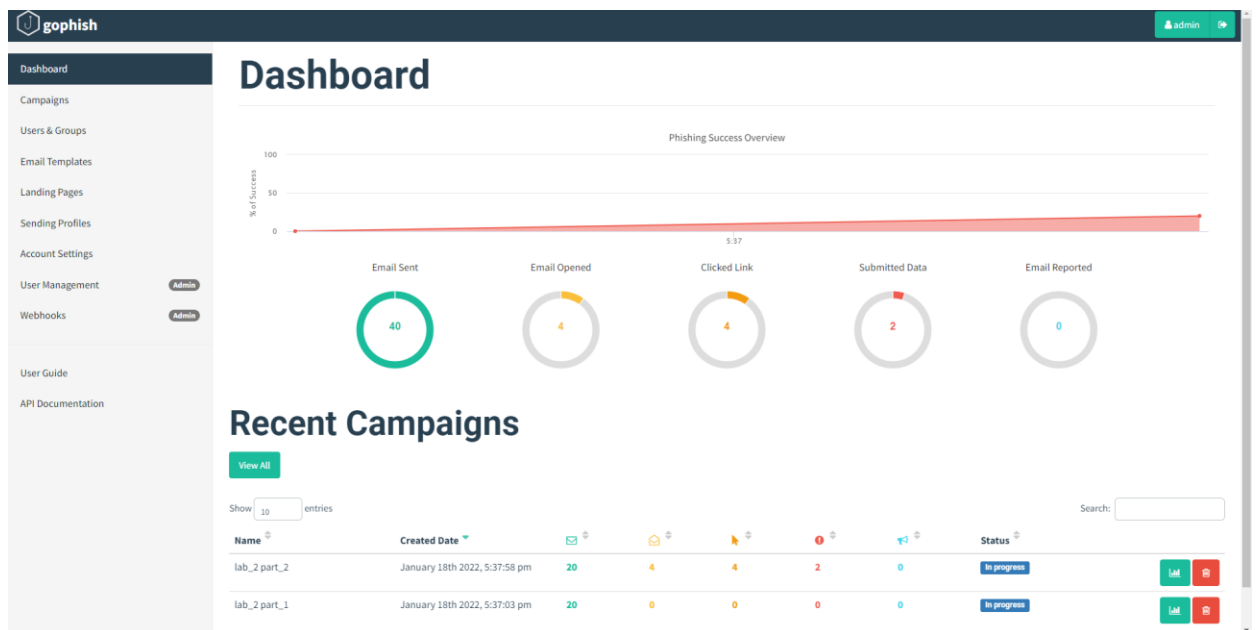 gophish
admin
Dashboard
Campaigns
Users & Groups
Email Templates
Landing Pages
Sending Profiles
Account Settings
User Management Admin
Webhooks Admin
User Guide
API Documentation
Dashboard
Phishing Success Overview
100
50
0
% of Success
5:37
Email Sent Email Opened Clicked Link Submitted Data Email Reported
40 4 4 2 0
Recent Campaigns
View All
Show 10 entries Search:
Name Created Date Status
lab_2 part_2 January 18th 2022, 5:37:58 pm 20 4 4 2 0 In progress
lab_2 part_1 January 18th 2022, 5:37:03 pm 20 0 0 0 0 In progress